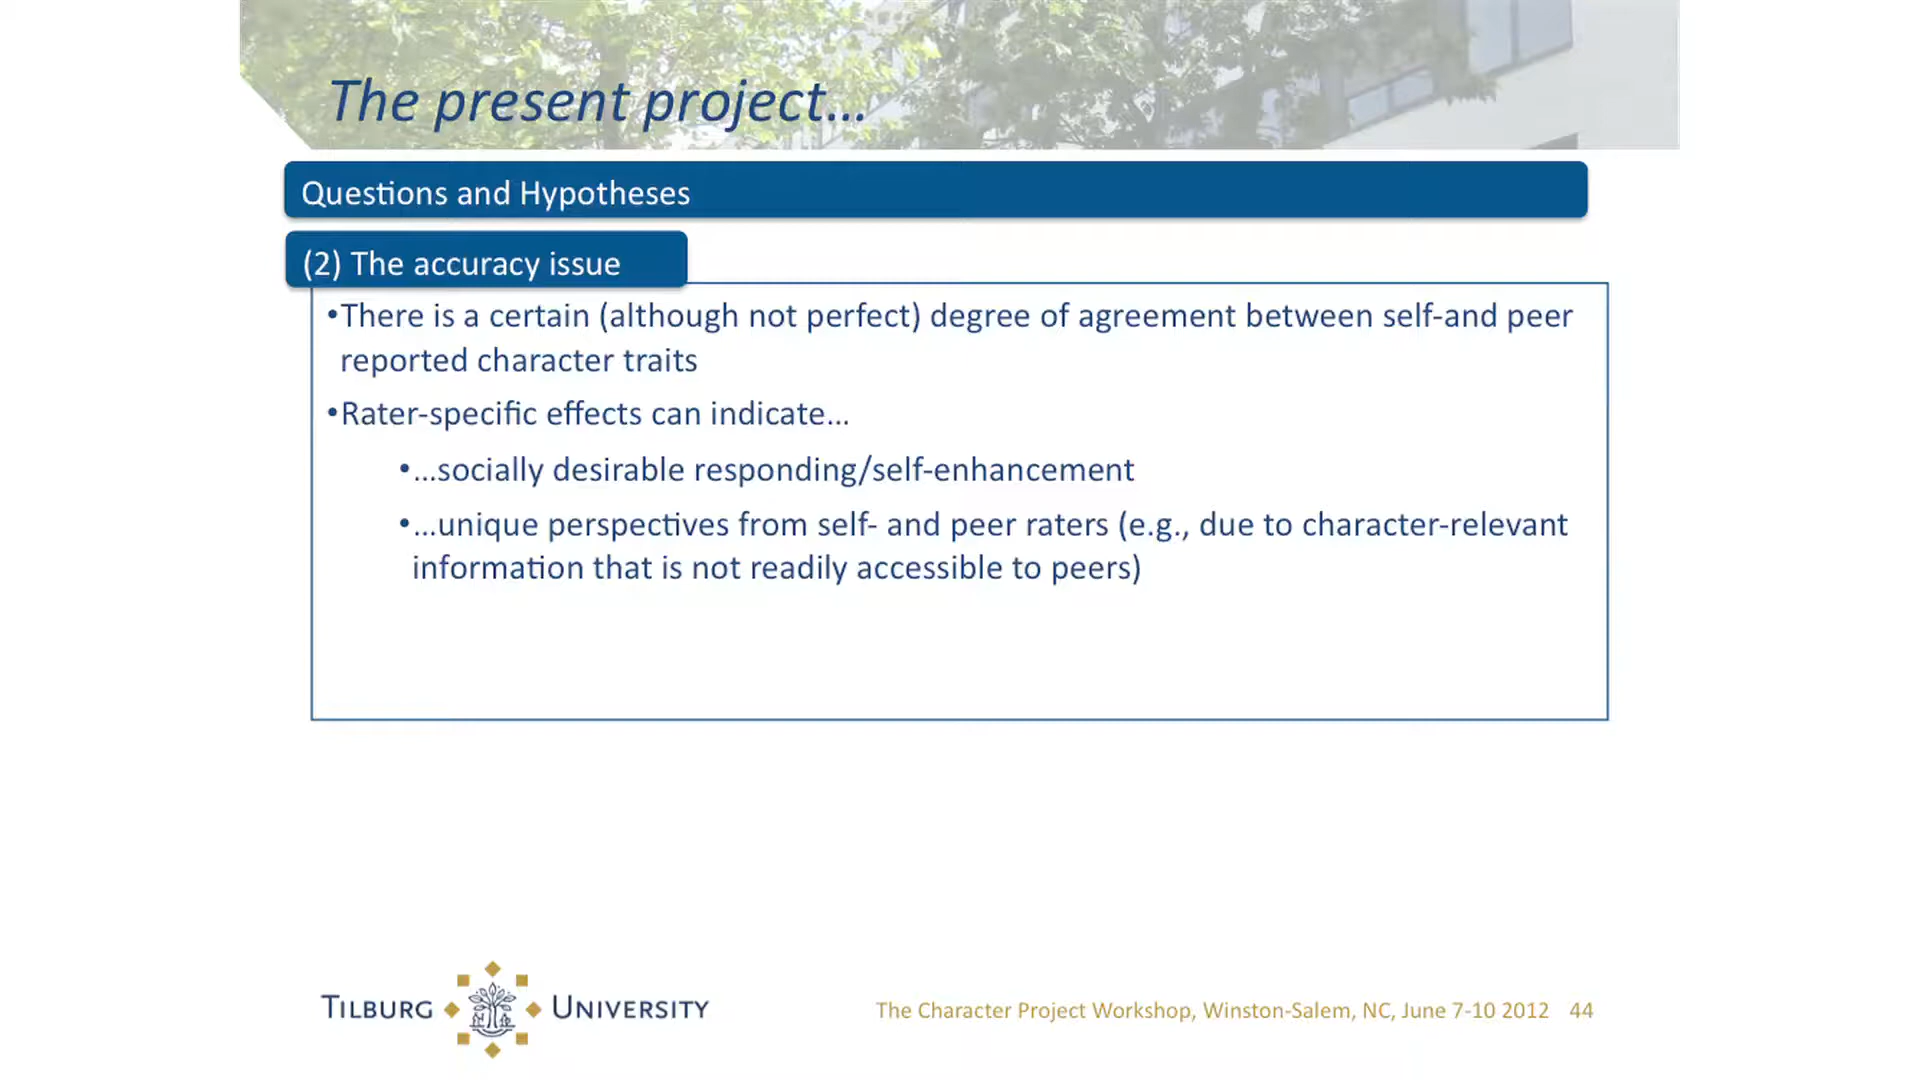 The present project…
Questions and Hypotheses
(2) The accuracy issue
•There is a certain (although not perfect) degree of agreement between self-and peer
reported character traits
•Rater-specific effects can indicate…
•…socially desirable responding/self-enhancement
•…unique perspectives from self- and peer raters (e.g., due to character-relevant
information that is not readily accessible to peers)
TILBURG UNIVERSITY
The Character Project Workshop, Winston-Salem, NC, June 7-10 2012 44